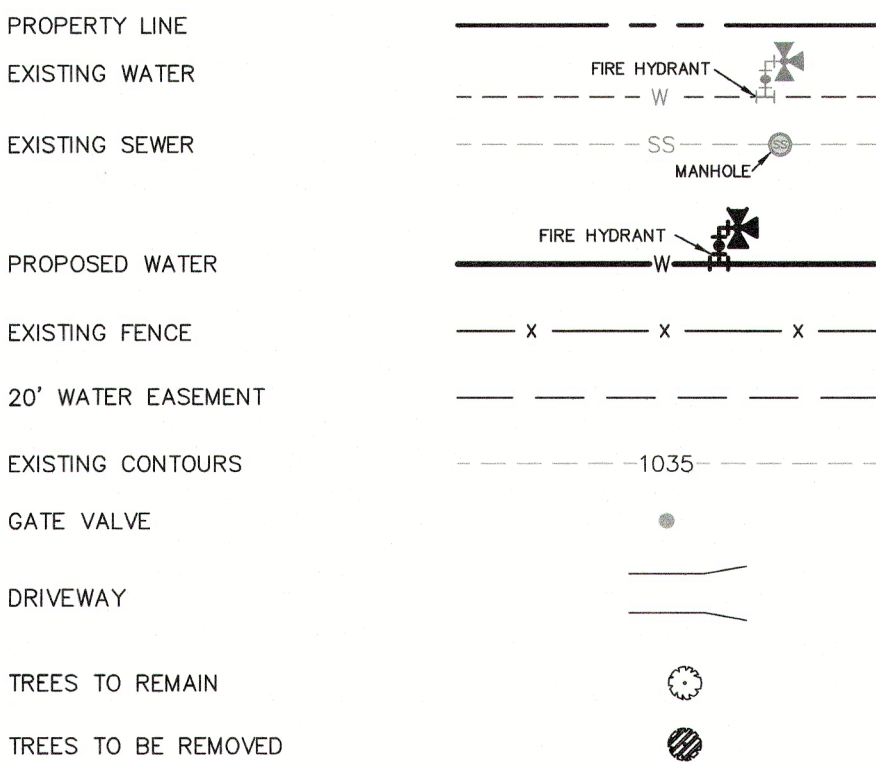 PROPERTY LINE
EXISTING WATER
FIRE HYDRANT
W
EXISTING SEWER
SS
SS
MANHOLE
PROPOSED WATER
FIRE HYDRANT
W
EXISTING FENCE
X X X
20' WATER EASEMENT
EXISTING CONTOURS
1035
GATE VALVE
DRIVEWAY
TREES TO REMAIN
TREES TO BE REMOVED